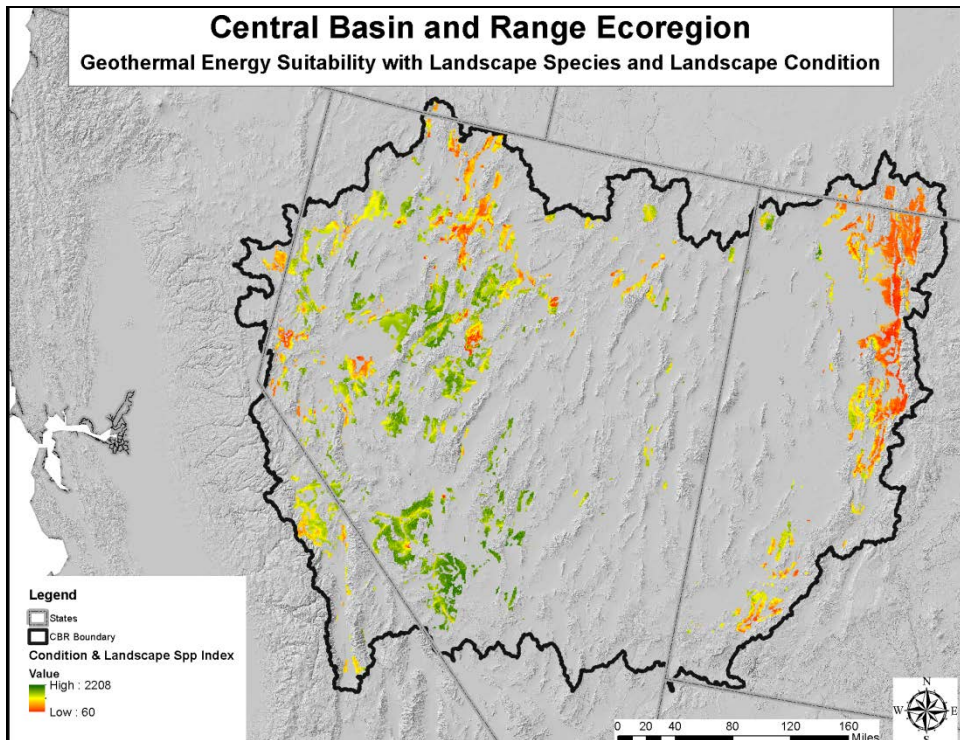 Central Basin and Range Ecoregion
Geothermal Energy Suitability with Landscape Species and Landscape Condition
Legend
States
CBR Boundary
Condition & Landscape Spp Index
Value
High : 2208
Low : 60
0 20 40 80 120 160
Miles
N
W E
S